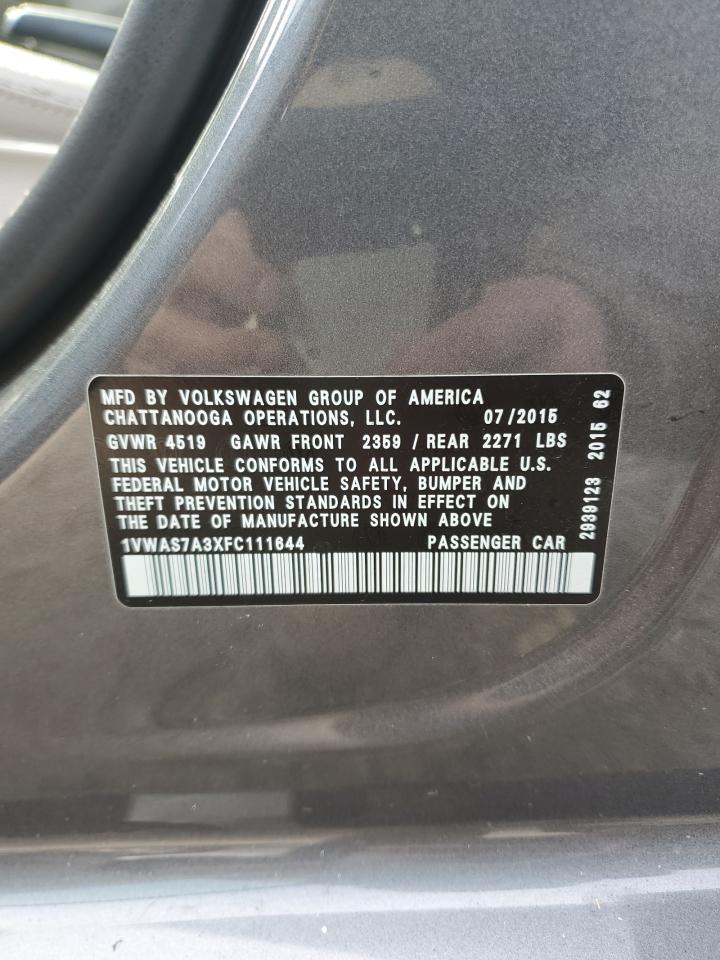 MFD BY VOLKSWAGEN GROUP OF AMERICA
CHATTANOOGA OPERATIONS, LLC. 07/2015
GVWR 4519 GAWR FRONT 2359 / REAR 2271 LBS
THIS VEHICLE CONFORMS TO ALL APPLICABLE U.S.
FEDERAL MOTOR VEHICLE SAFETY, BUMPER AND
THEFT PREVENTION STANDARDS IN EFFECT ON
THE DATE OF MANUFACTURE SHOWN ABOVE
1VWAS7A3XFC111644 PASSENGER CAR
2939123 2015 62